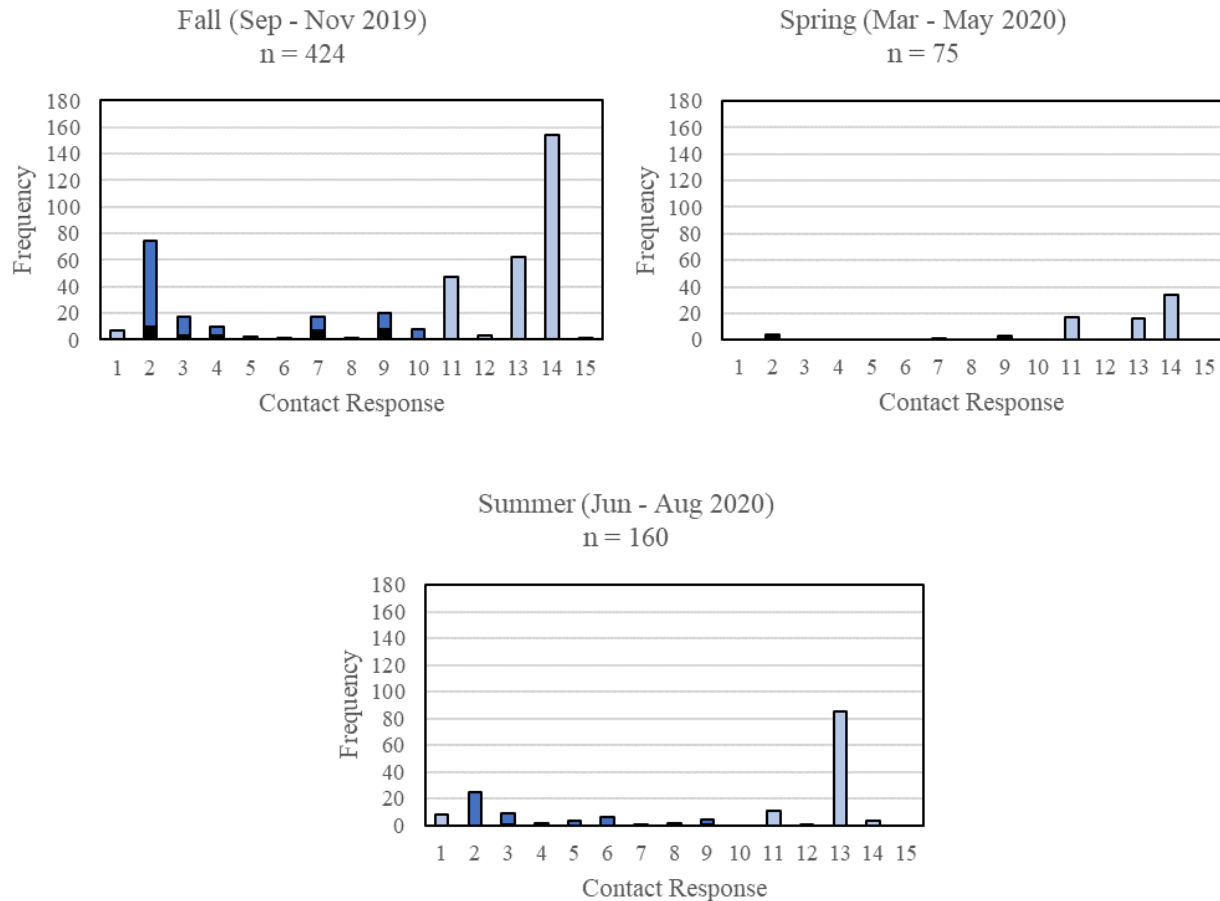 Fall (Sep - Nov 2019)
n = 424
180
160
140
120
100
80
60
40
20
0
Frequency
1 2 3 4 5 6 7 8 9 10 11 12 13 14 15
Contact Response
Spring (Mar - May 2020)
n = 75
180
160
140
120
100
80
60
40
20
0
Frequency
1 2 3 4 5 6 7 8 9 10 11 12 13 14 15
Contact Response
Summer (Jun - Aug 2020)
n = 160
180
160
140
120
100
80
60
40
20
0
Frequency
1 2 3 4 5 6 7 8 9 10 11 12 13 14 15
Contact Response